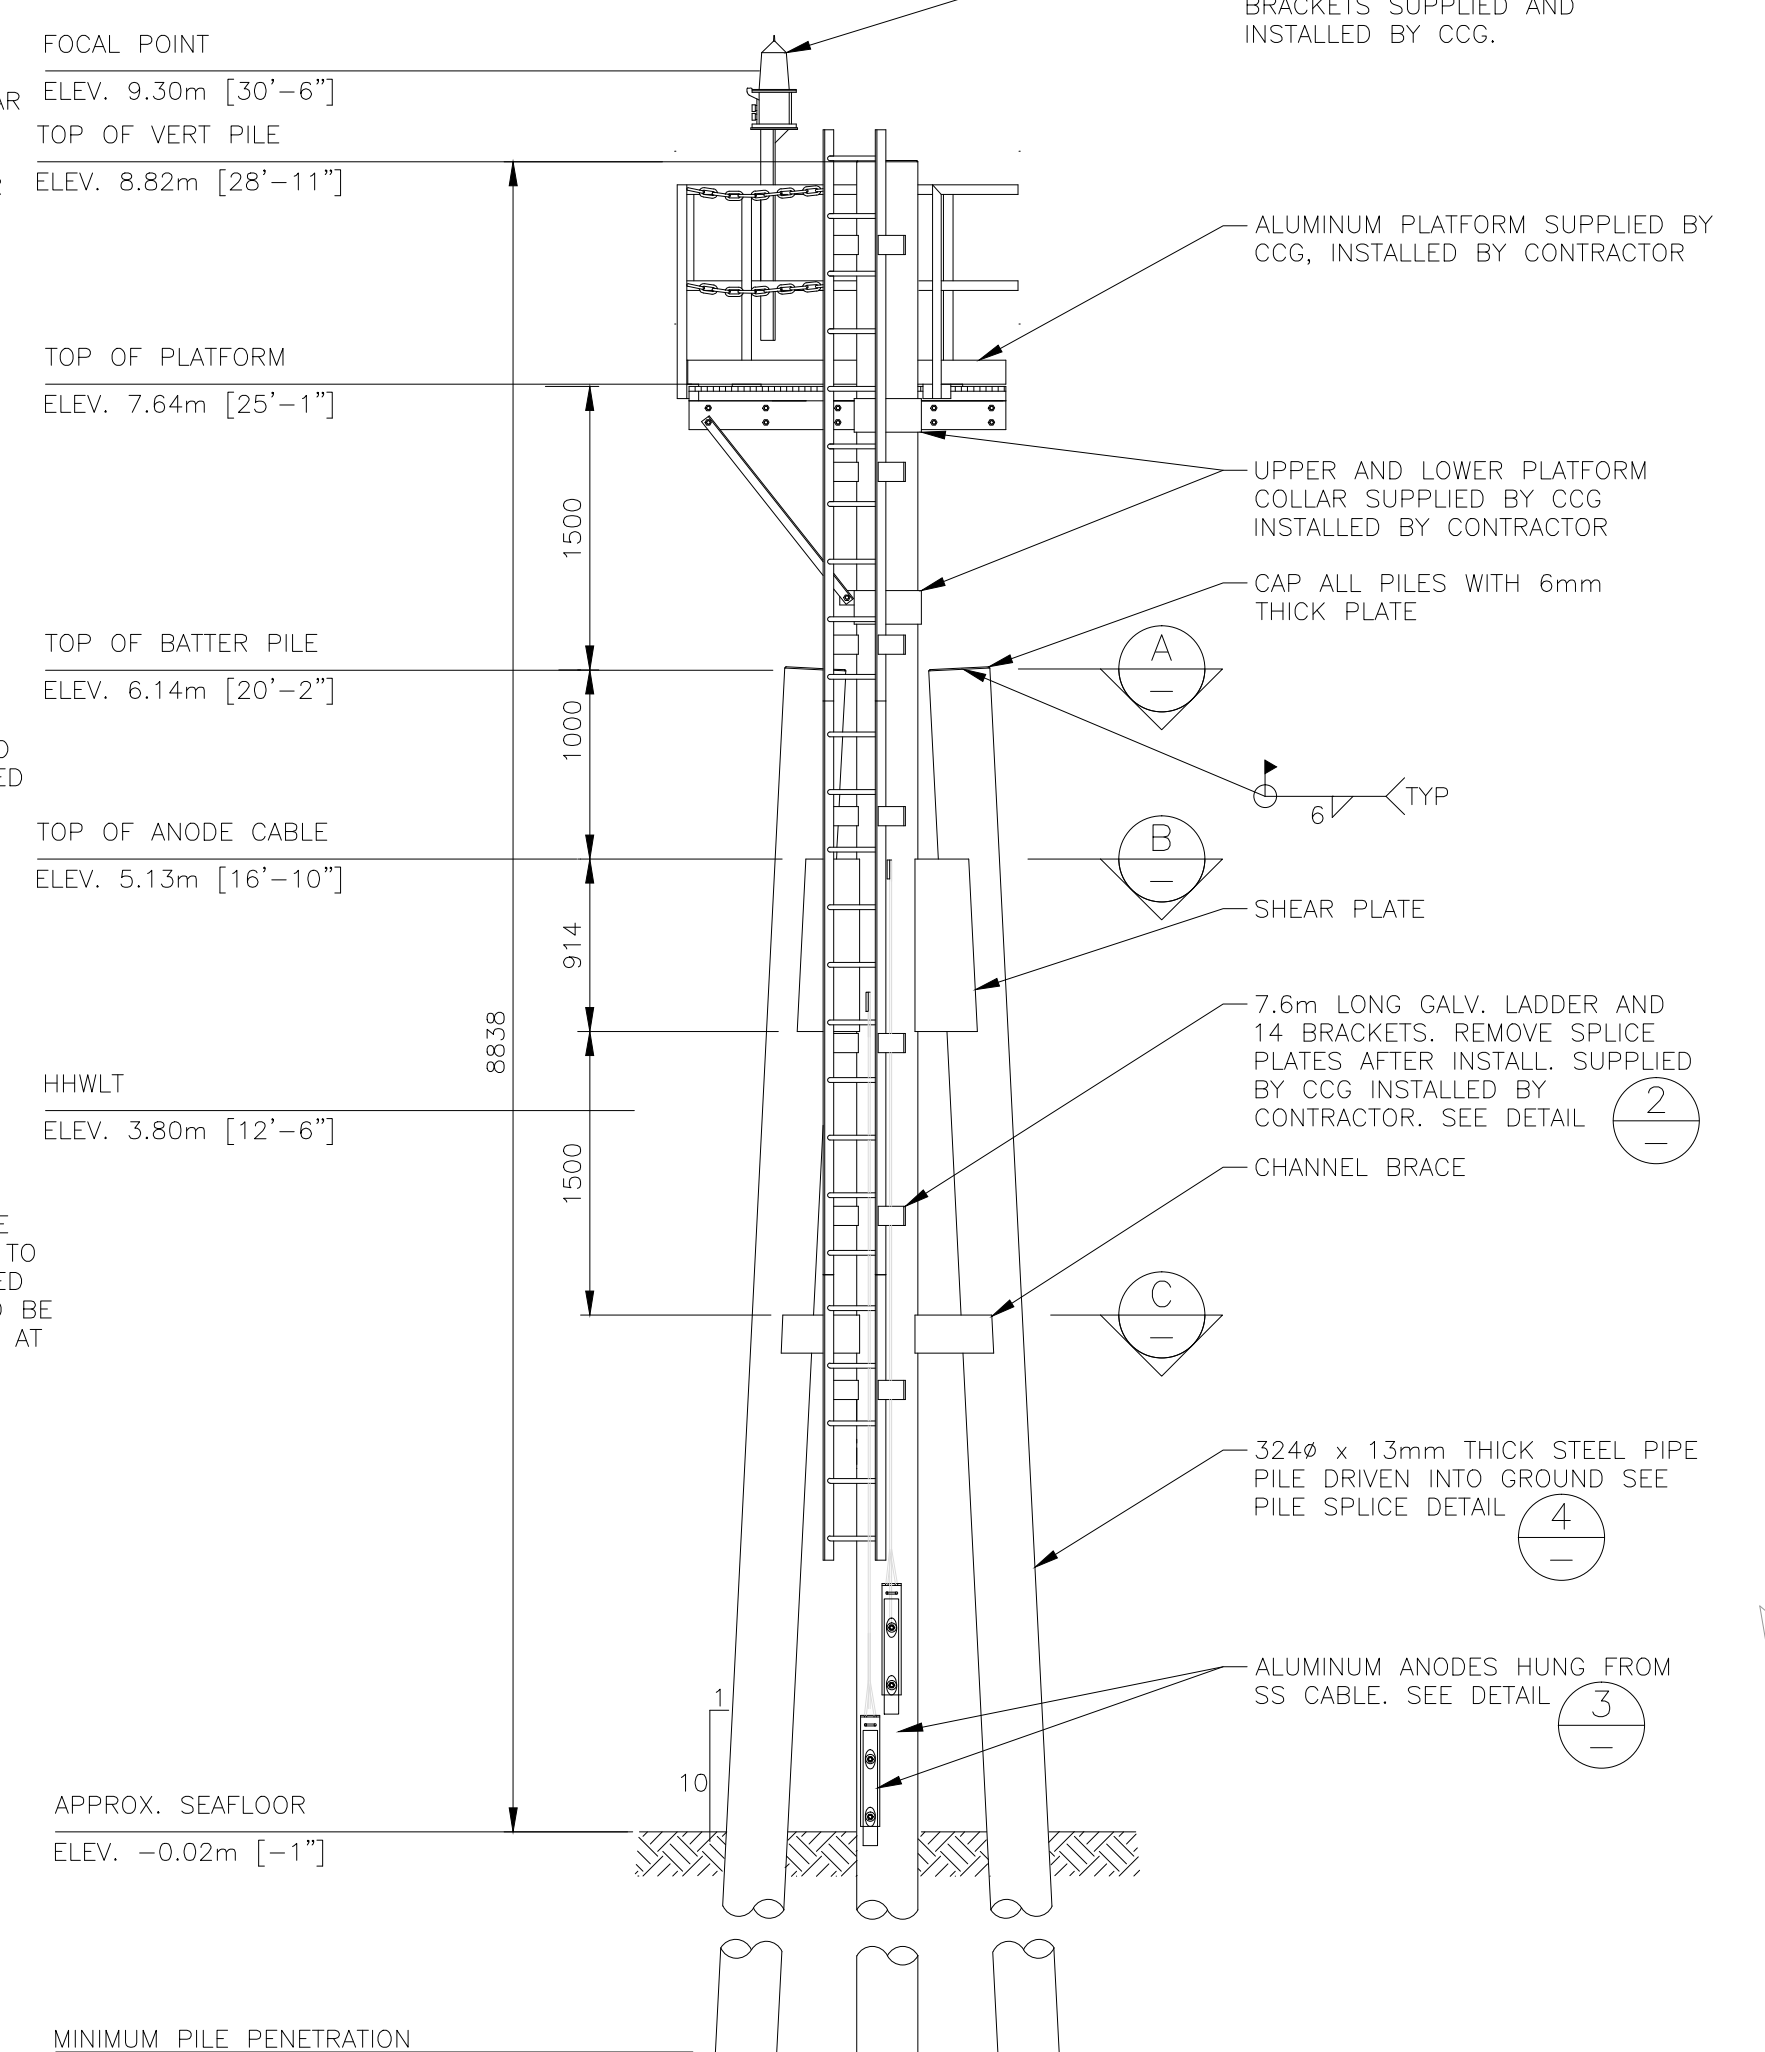 BRACKETS SUPPLIED AND
INSTALLED BY CCG.
FOCAL POINT
ELEV. 9.30m [30'-6"]
AR
TOP OF VERT PILE
ELEV. 8.82m [28'-11"]
ALUMINUM PLATFORM SUPPLIED BY
CCG, INSTALLED BY CONTRACTOR
TOP OF PLATFORM
ELEV. 7.64m [25'-1"]
UPPER AND LOWER PLATFORM
COLLAR SUPPLIED BY CCG
INSTALLED BY CONTRACTOR
1500
CAP ALL PILES WITH 6mm
THICK PLATE
TOP OF BATTER PILE
ELEV. 6.14m [20'-2"]
A
–
1000
ED
6
TYP
TOP OF ANODE CABLE
ELEV. 5.13m [16'-10"]
B
–
914
SHEAR PLATE
8838
7.6m LONG GALV. LADDER AND
14 BRACKETS. REMOVE SPLICE
PLATES AFTER INSTALL. SUPPLIED
BY CCG INSTALLED BY
CONTRACTOR. SEE DETAIL
2
–
HHWLT
ELEV. 3.80m [12'-6"]
1500
CHANNEL BRACE
E
TO
ED
BE
AT
C
–
324ø x 13mm THICK STEEL PIPE
PILE DRIVEN INTO GROUND SEE
PILE SPLICE DETAIL
4
–
ALUMINUM ANODES HUNG FROM
SS CABLE. SEE DETAIL
3
–
1
10
APPROX. SEAFLOOR
ELEV. -0.02m [-1"]
MINIMUM PILE PENETRATION